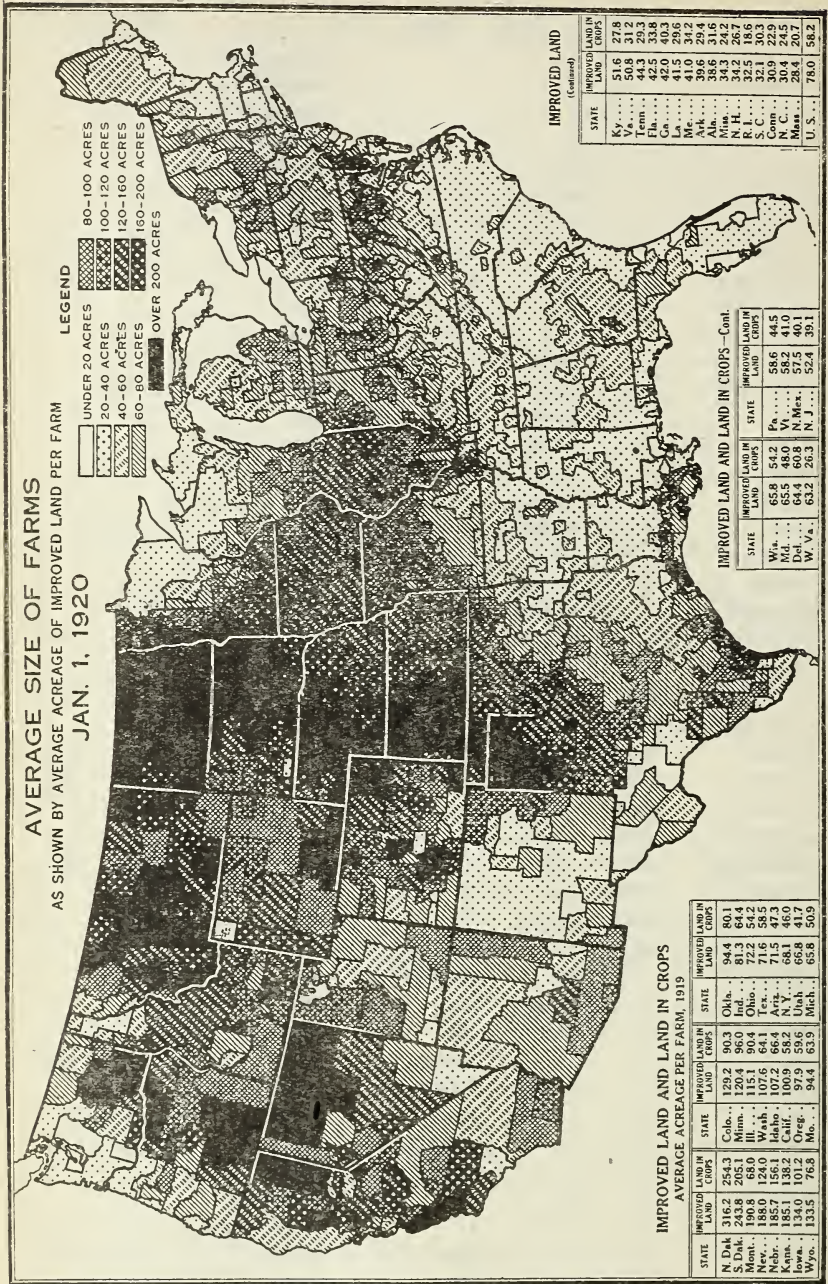 AVERAGE SIZE OF FARMS
AS SHOWN BY AVERAGE ACREAGE OF IMPROVED LAND PER FARM
JAN. 1, 1920
LEGEND
UNDER 20 ACRES 80-100 ACRES
20-40 ACRES 100-120 ACRES
40-60 ACRES 120-160 ACRES
60-80 ACRES 160-200 ACRES
OVER 200 ACRES
IMPROVED LAND AND LAND IN CROPS
AVERAGE ACREAGE PER FARM, 1919
STATE IMPROVED LAND LAND IN CROPS STATE IMPROVED LAND LAND IN CROPS STATE IMPROVED LAND LAND IN CROPS
N. Dak 316.2 254.3 Colo. . 129.2 90.3 Okla. . 94.4 80.1
S. Dak. 243.8 205.1 Minn. . 120.4 96.0 Ind. . . 81.3 64.4
Mont. . 190.8 68.0 Ill. . . . 115.1 90.4 Ohio. . 72.2 54.2
Nev. . . 188.0 124.0 Wash. . 107.6 64.1 Tex. . . 71.6 58.5
Nebr. . 185.7 156.1 Idaho. . 107.2 66.4 Ariz. . . 71.5 47.3
Kans. . 185.1 138.2 Calif. . 100.9 58.2 N. Y. . . 68.1 46.0
Iowa. . 134.0 101.2 Oreg. . 97.9 59.6 Utah . 66.8 41.7
Wyo. . 133.5 76.8 Mo. . . 94.4 63.9 Mich . 65.8 50.9
IMPROVED LAND AND LAND IN CROPS—Cont.
STATE IMPROVED LAND LAND IN CROPS STATE IMPROVED LAND LAND IN CROPS
Wis. . . 65.8 54.2 Pa . . . . 58.6 44.5
Md. . . 65.5 48.0 Vt . . . . 58.2 41.0
Del. . . 64.4 60.8 N. Mex. 57.5 40.1
W. Va. 63.2 26.3 N. J. . . 52.4 39.1
IMPROVED LAND
(Continued)
STATE IMPROVED LAND LAND IN CROPS
Ky . . . . 51.6 27.8
Va. . . . 50.8 31.2
Tenn . . 44.3 29.3
Fla. . . . 42.5 33.8
Ga. . . . 42.0 40.3
La . . . . 41.5 29.6
Me. . . . 41.0 34.2
Ark . . . 39.6 29.4
Ala. . . . 38.6 31.6
Miss. . . 34.3 24.2
N. H. . . 34.2 26.7
R. I. . . . 32.5 18.6
S. C. . . 32.1 30.3
Conn . . 30.9 22.9
N. C. . . 30.4 24.5
Mass . . 28.4 20.7
U. S. . . 78.0 58.2